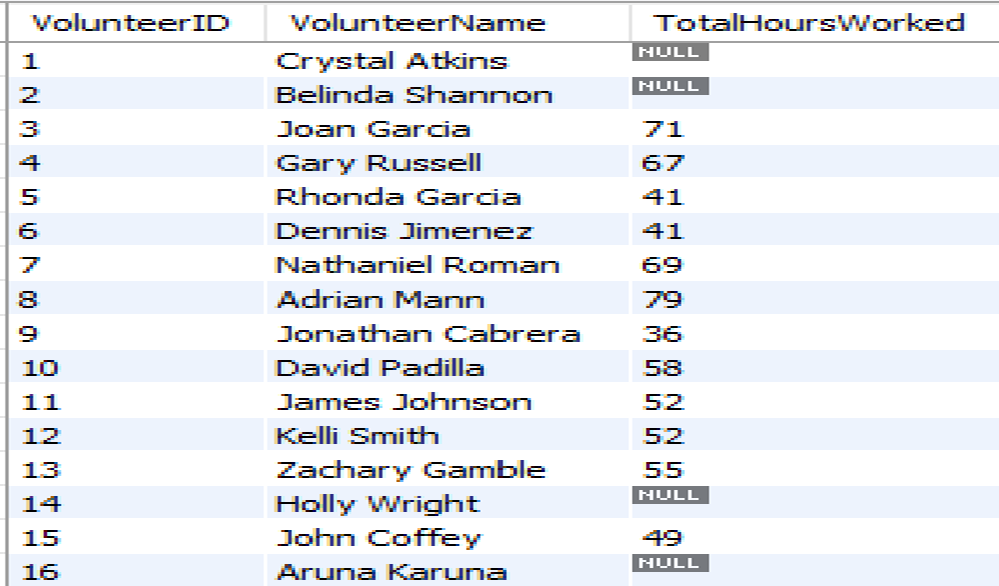 VolunteerID VolunteerName TotalHoursWorked
1 Crystal Atkins NULL
2 Belinda Shannon NULL
3 Joan Garcia 71
4 Gary Russell 67
5 Rhonda Garcia 41
6 Dennis Jimenez 41
7 Nathaniel Roman 69
8 Adrian Mann 79
9 Jonathan Cabrera 36
10 David Padilla 58
11 James Johnson 52
12 Kelli Smith 52
13 Zachary Gamble 55
14 Holly Wright NULL
15 John Coffey 49
16 Aruna Karuna NULL